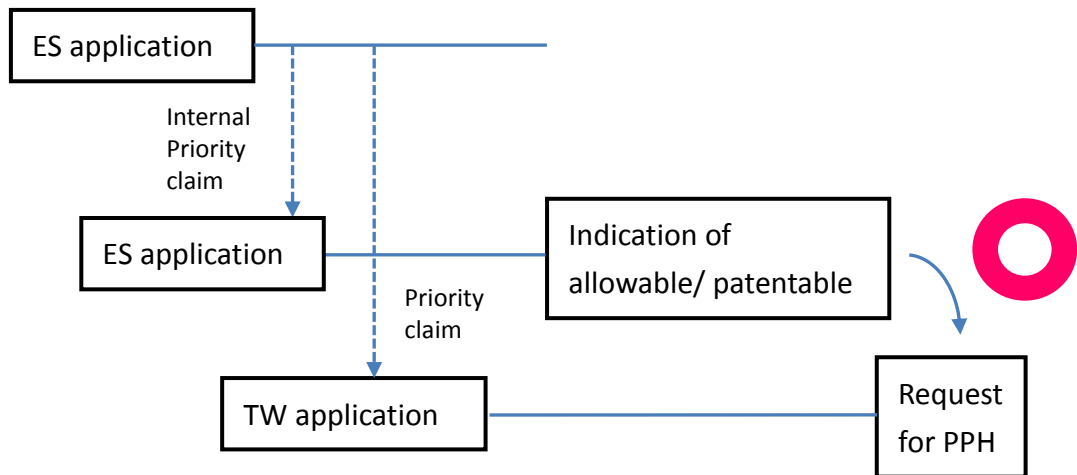 ES application
Internal
Priority
claim
ES application
Indication of
allowable/ patentable
Priority
claim
TW application
Request
for PPH